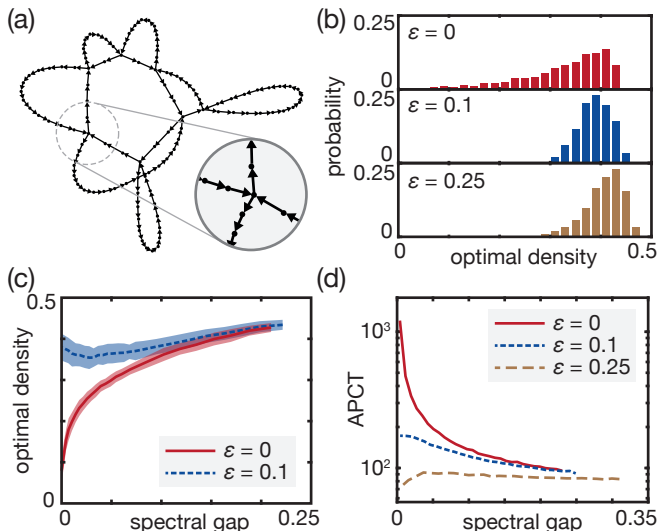 (a)
(b)
0.25
ε = 0
0
0.25
ε = 0.1
0
0.25
ε = 0.25
0
probability
0
0.5
optimal density
(c)
0.5
optimal density
ε = 0
ε = 0.1
0
0
spectral gap
0.25
(d)
10³
APCT
10²
ε = 0
ε = 0.1
ε = 0.25
0
spectral gap
0.35